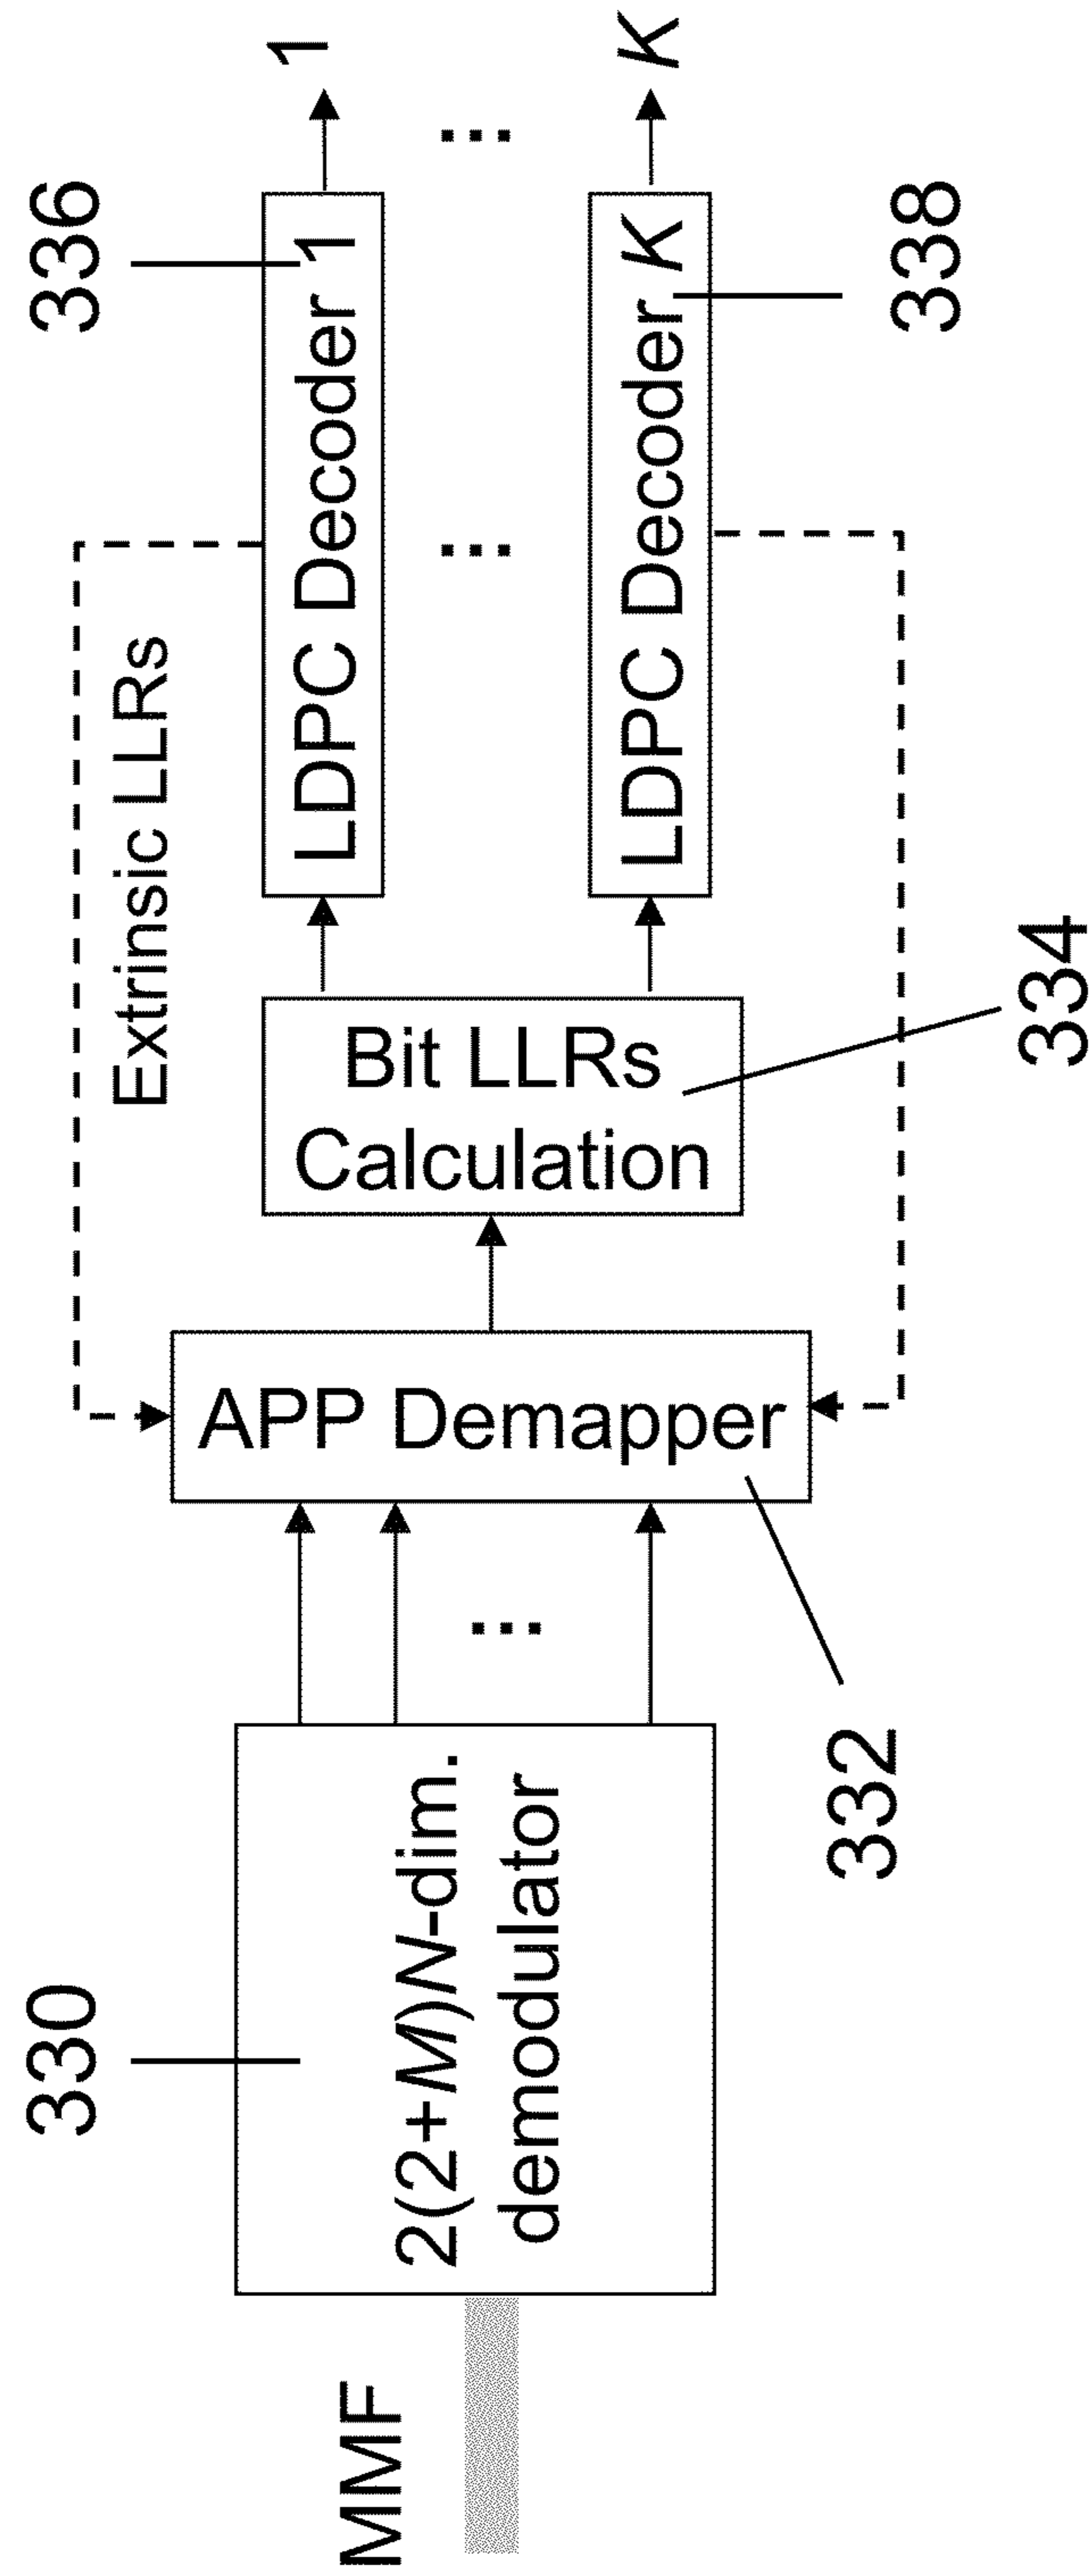 MMF
330
2(2+M)N-dim.
demodulator
...
332
APP Demapper
Extrinsic LLRs
Bit LLRs
Calculation
334
336
LDPC Decoder 1
1
...
...
LDPC Decoder K
K
338